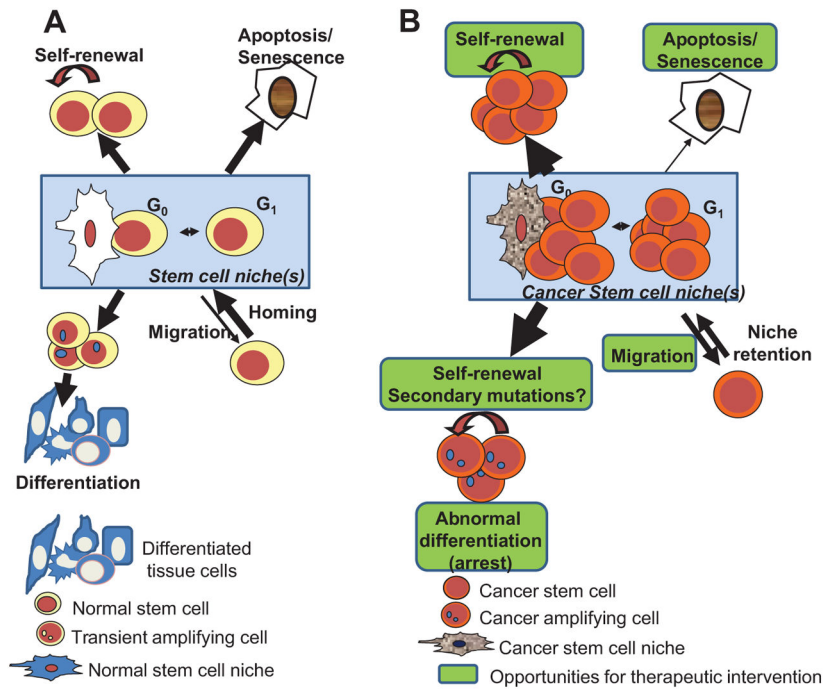 A
Self-renewal
Apoptosis/
Senescence
G0
G1
Stem cell niche(s)
Migration
Homing
Differentiation
Differentiated
tissue cells
Normal stem cell
Transient amplifying cell
Normal stem cell niche
B
Self-renewal
Apoptosis/
Senescence
G0
G1
Cancer Stem cell niche(s)
Migration
Niche
retention
Self-renewal
Secondary mutations?
Abnormal
differentiation
(arrest)
Cancer stem cell
Cancer amplifying cell
Cancer stem cell niche
Opportunities for therapeutic intervention